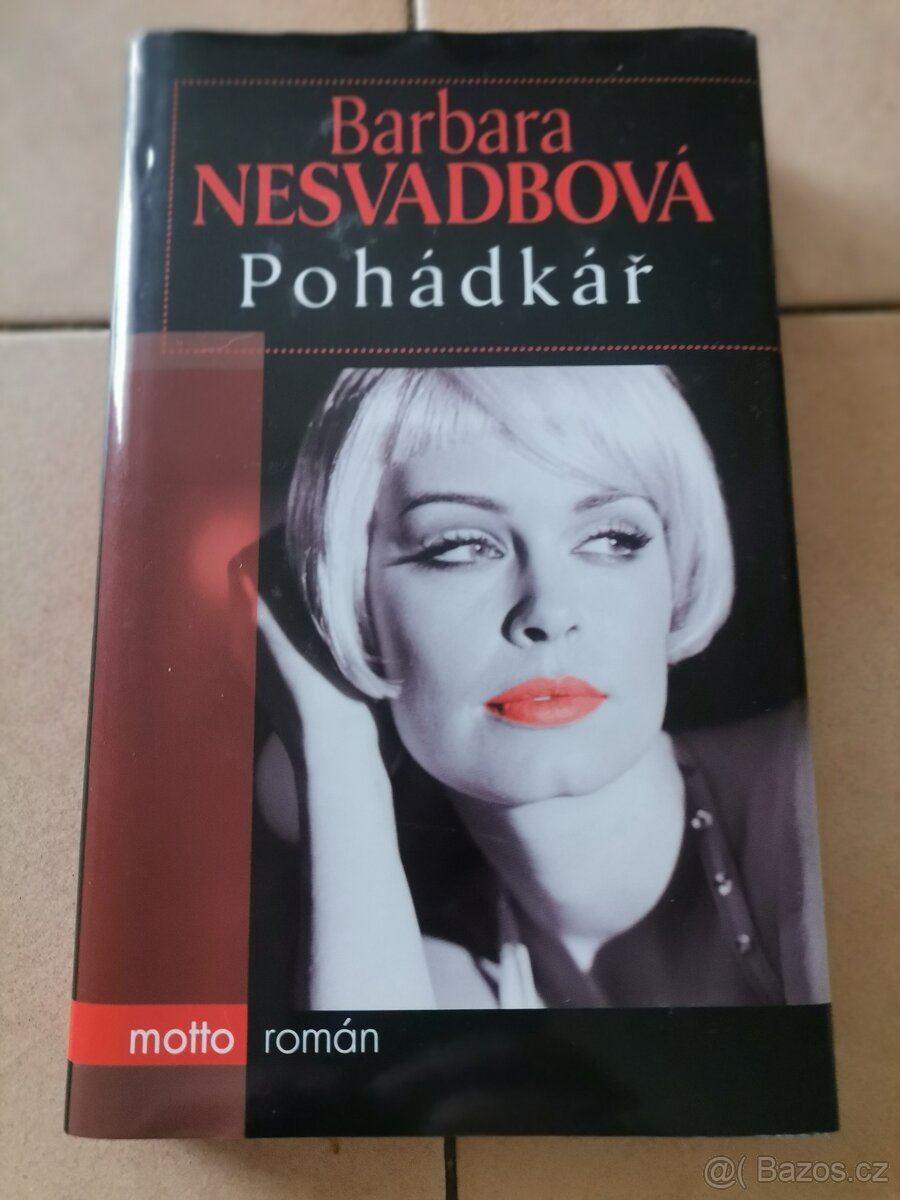 Barbara
NESVADBOVÁ
Pohádkář
motto román
@( Bazos.cz